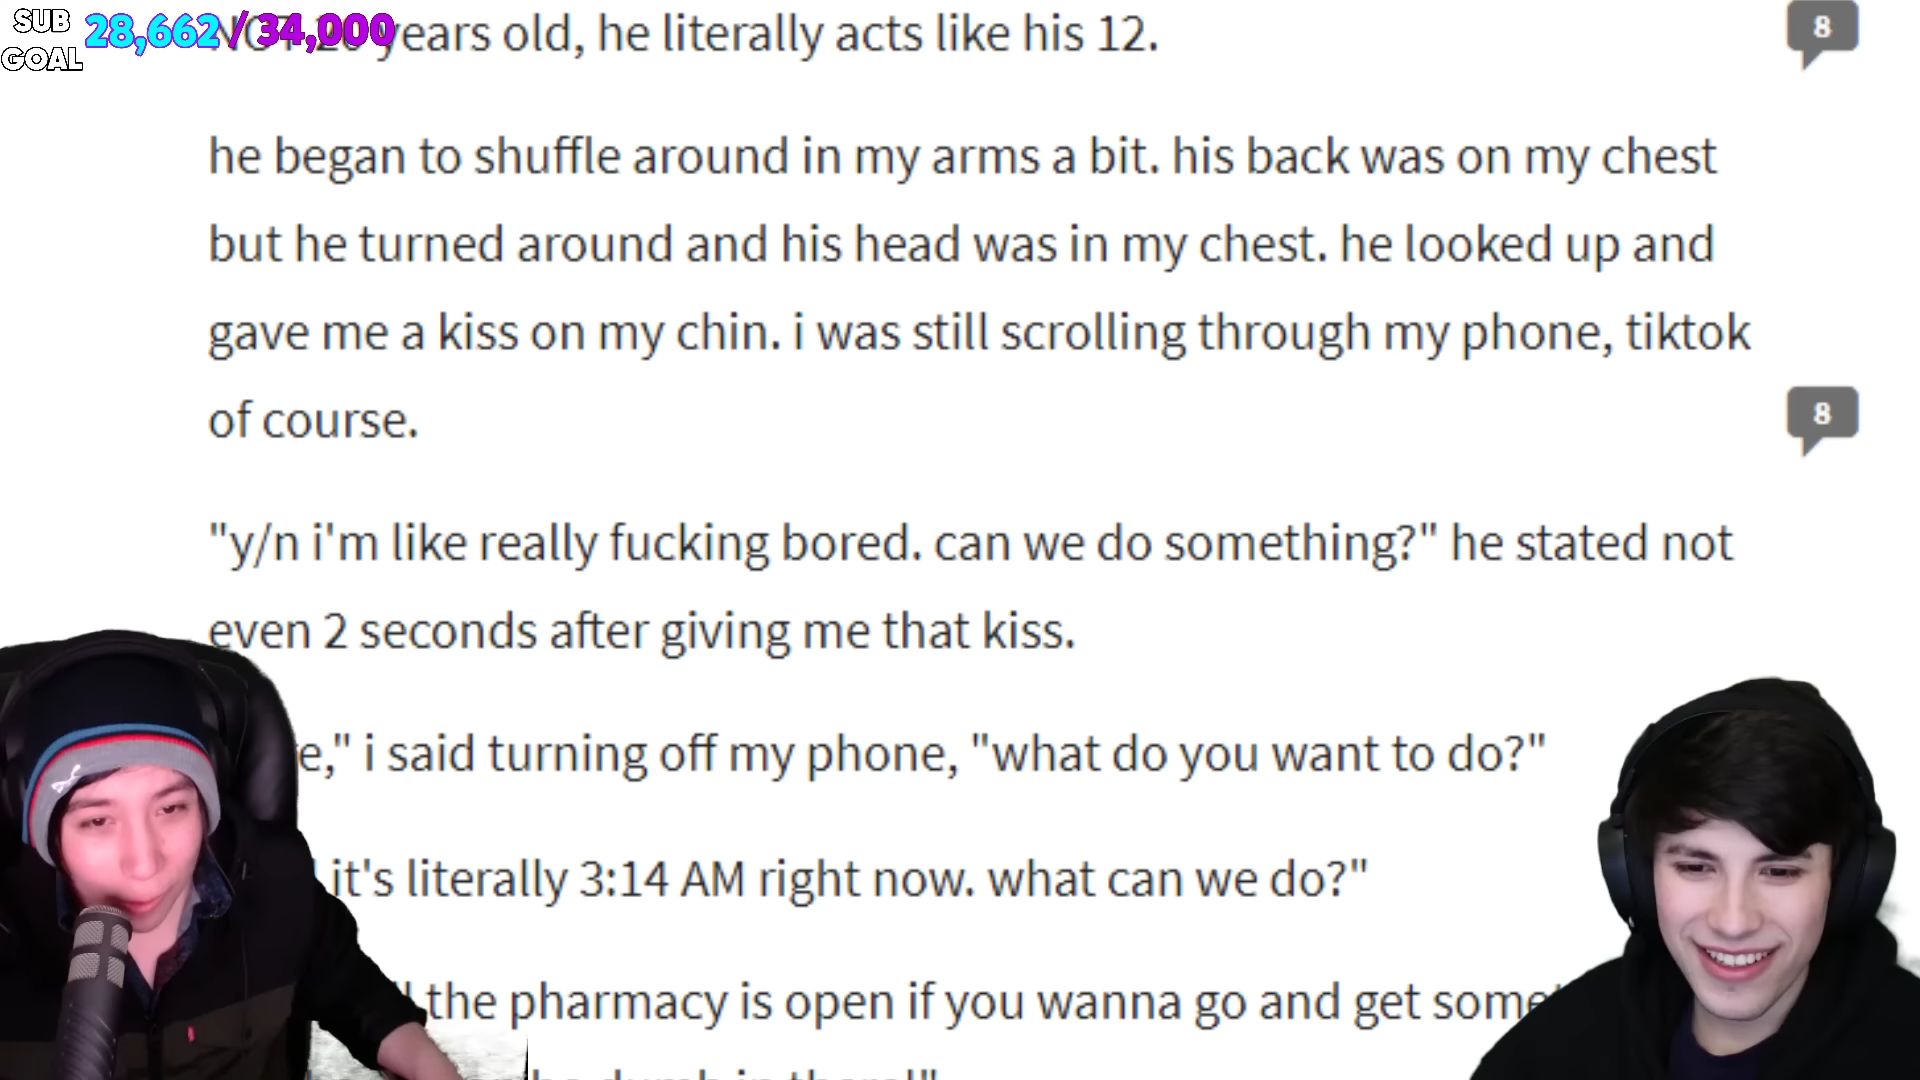 SUB GOAL 28,662/34,000
years old, he literally acts like his 12.
8
he began to shuffle around in my arms a bit. his back was on my chest
but he turned around and his head was in my chest. he looked up and
gave me a kiss on my chin. i was still scrolling through my phone, tiktok
of course.
8
"y/n i'm like really fucking bored. can we do something?" he stated not
even 2 seconds after giving me that kiss.
e," i said turning off my phone, "what do you want to do?"
it's literally 3:14 AM right now. what can we do?"
the pharmacy is open if you wanna go and get some